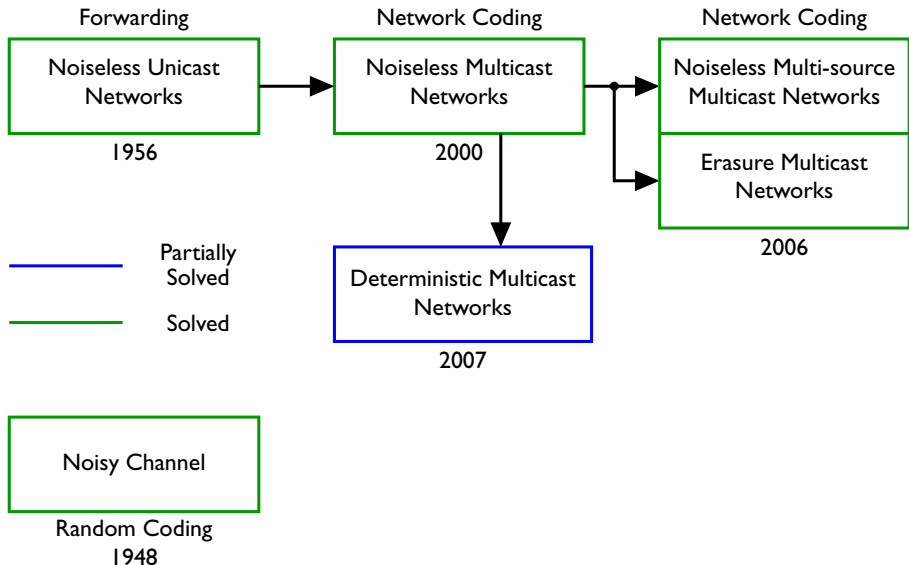 Forwarding
Network Coding
Network Coding
Noiseless Unicast
Networks
Noiseless Multicast
Networks
Noiseless Multi-source
Multicast Networks
1956
2000
Erasure Multicast
Networks
2006
Partially
Solved
Solved
Deterministic Multicast
Networks
2007
Noisy Channel
Random Coding
1948